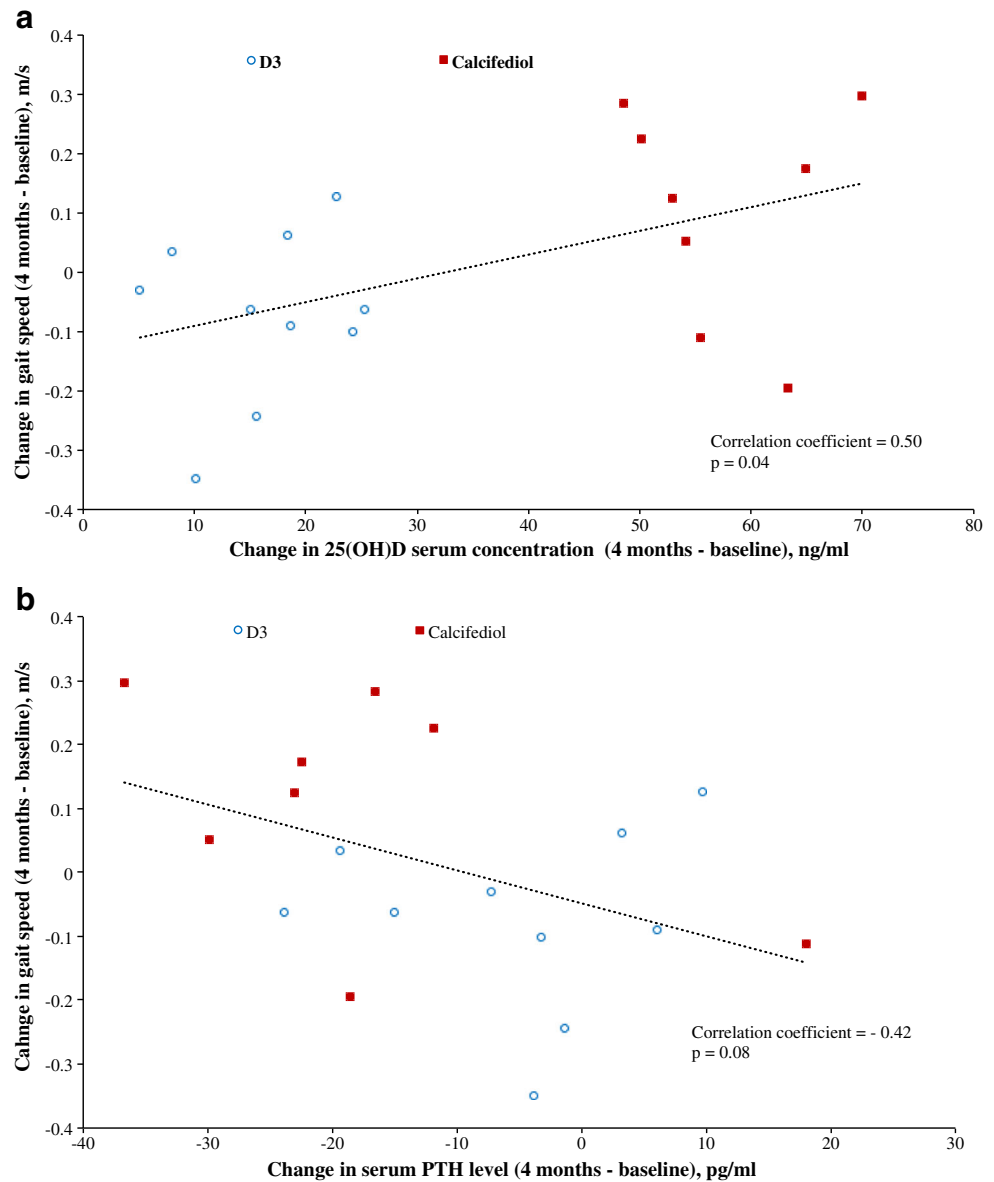 a
0.4
0.3
0.2
0.1
0
-0.1
-0.2
-0.3
-0.4
Change in gait speed (4 months - baseline), m/s
D3
Calcifediol
Correlation coefficient = 0.50
p = 0.04
0 10 20 30 40 50 60 70 80
Change in 25(OH)D serum concentration (4 months - baseline), ng/ml
b
0.4
0.3
0.2
0.1
0
-0.1
-0.2
-0.3
-0.4
Cahnge in gait speed (4 months - baseline), m/s
D3
Calcifediol
Correlation coefficient = - 0.42
p = 0.08
-40 -30 -20 -10 0 10 20 30
Change in serum PTH level (4 months - baseline), pg/ml